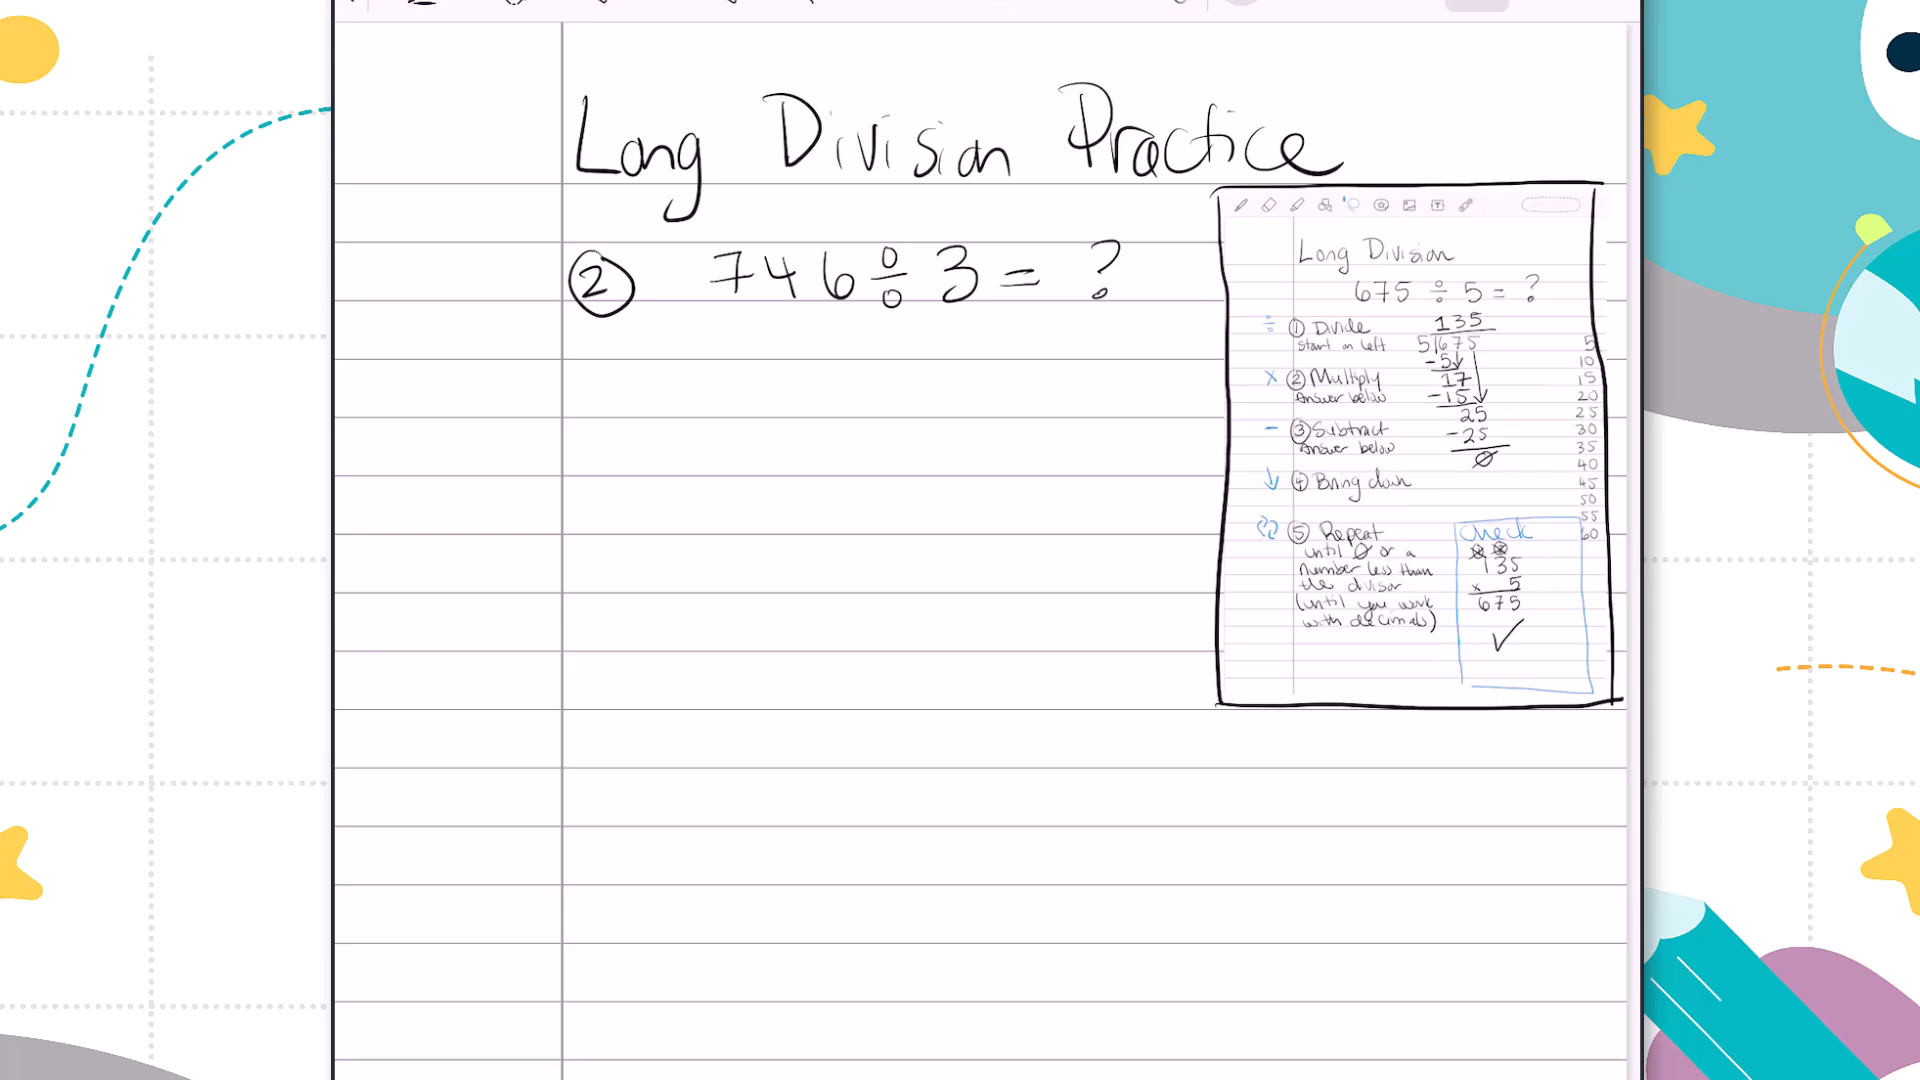 Long Division Practice
② 746 ÷ 3 = ?
Long Division
675 ÷ 5 = ?
÷ ① Divide
start on left
135
5)675
-5↓
17
-15
25
-25
0
× ② Multiply
Answer below
- ③ Subtract
Answer below
↓ ④ Bring down
⑤ Repeat
until 0 or a
number less than
the divisor
(until you work
with decimals)
5
10
15
20
25
30
35
40
45
50
55
60
Check
135
× 5
675
✓